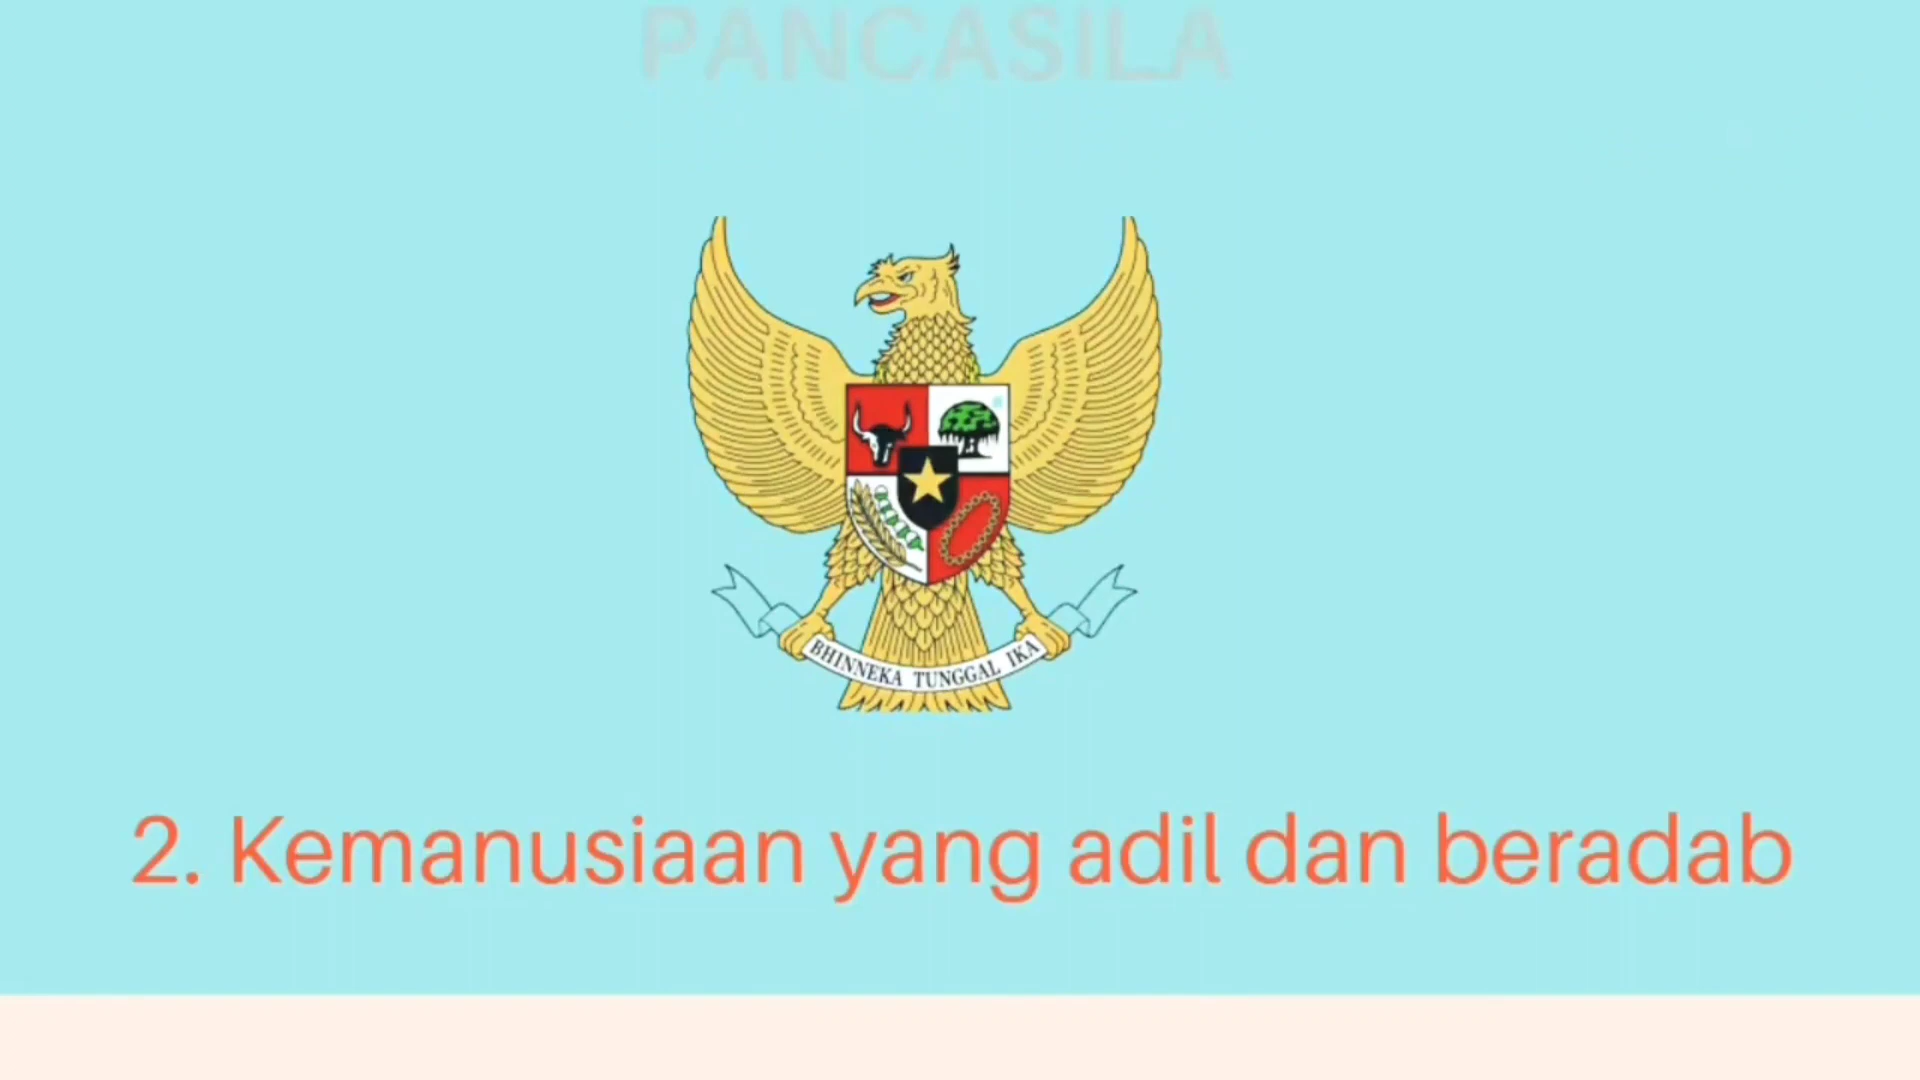 PANCASILA
BHINNEKA TUNGGAL IKA
2. Kemanusiaan yang adil dan beradab